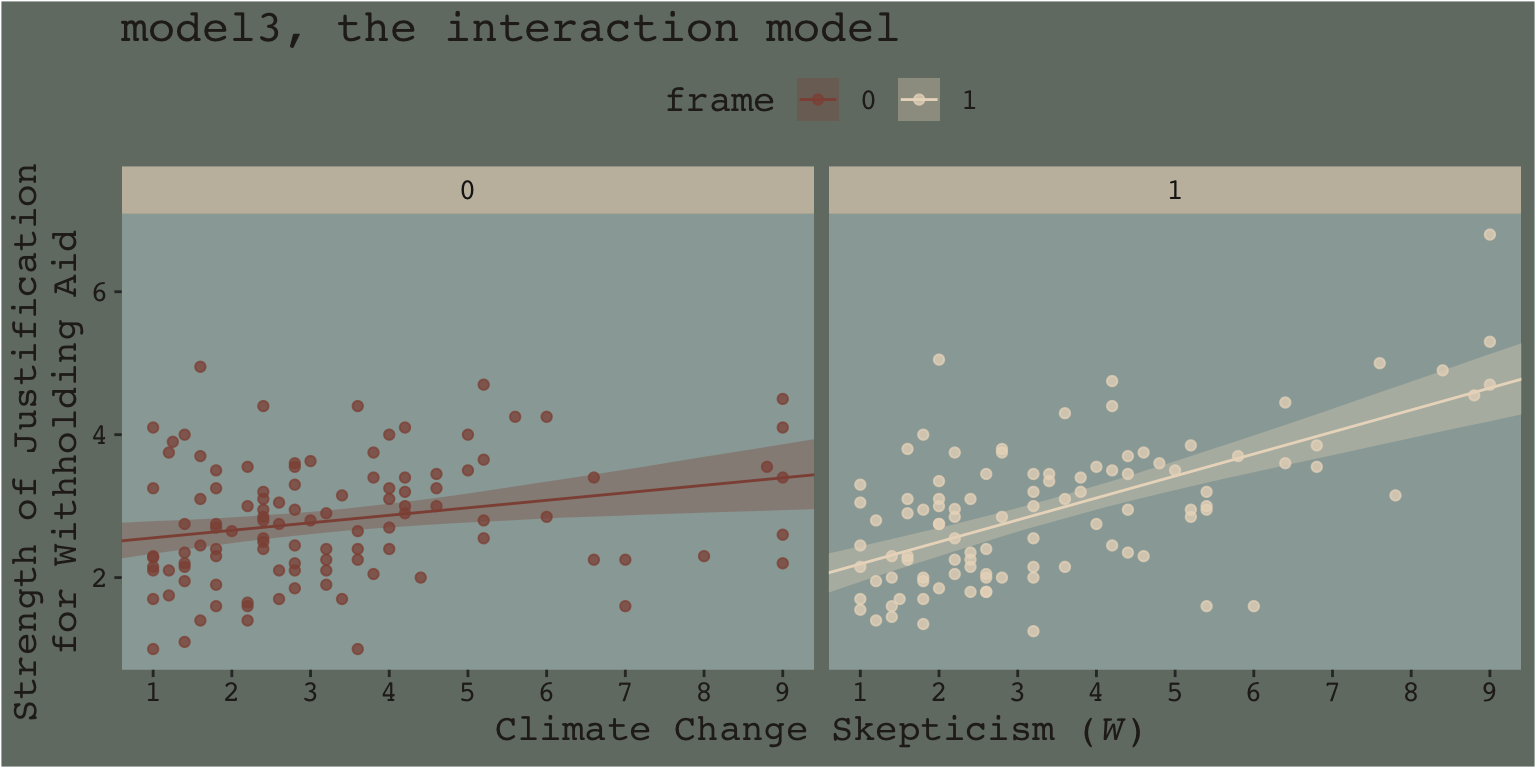 model3, the interaction model
frame 0 1
0 1
Strength of Justification
for Withholding Aid
6
4
2
1 2 3 4 5 6 7 8 9 1 2 3 4 5 6 7 8 9
Climate Change Skepticism (W)